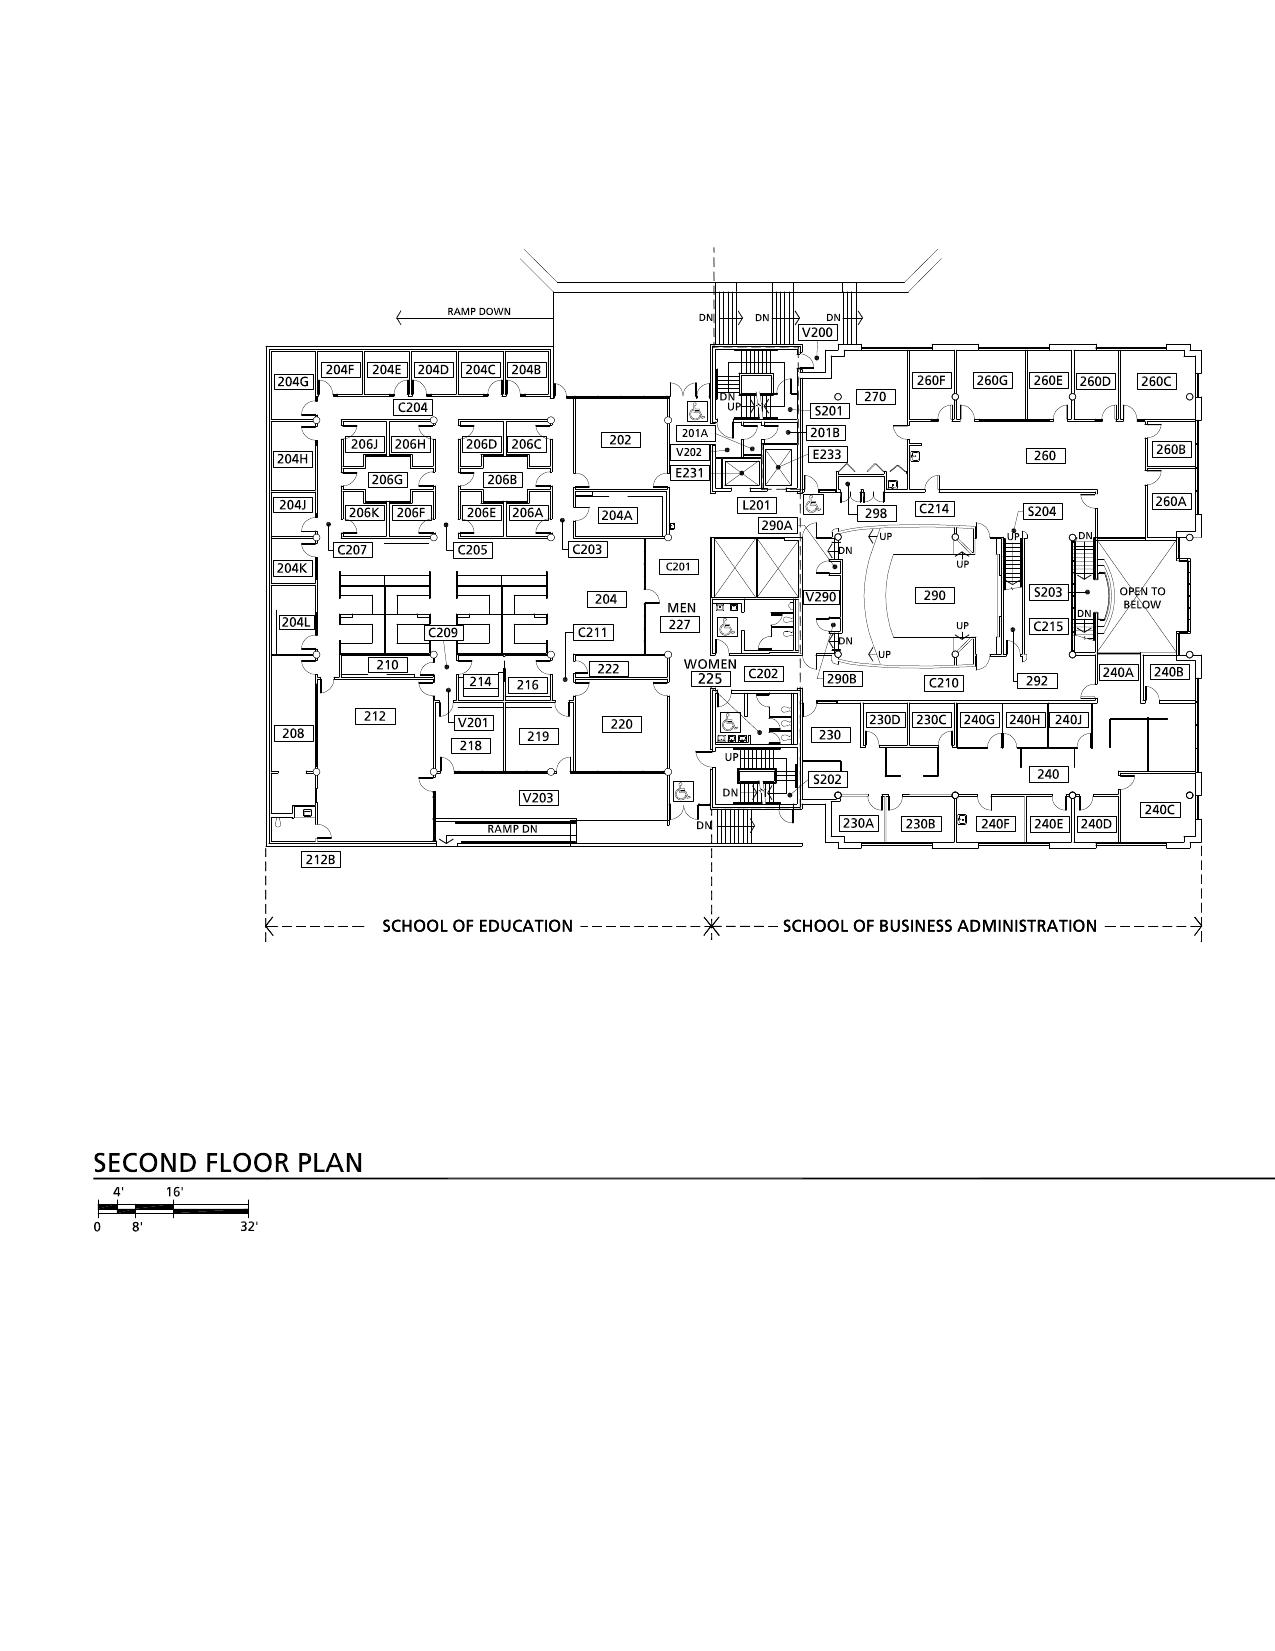 RAMP DOWN
DN DN DN
V200
204G 204F 204E 204D 204C 204B
C204
DN
UP
S201
270 260F 260G 260E 260D 260C
206J 206H 206D 206C
202
201A 201B
V202
E233
E231
260
260B
204H
206G 206B
204J
206K 206F 206E 206A
204A
L201
290A
298
C214
S204
260A
C207 C205 C203
DN
UP
UP
UP
DN
204K
C201
204
V290
290
S203
OPEN TO
BELOW
MEN
227
204L
C209
C211
DN
UP
UP
DN
C215
210
222
WOMEN
225
C202
290B
C210
292
240A 240B
214 216
212
V201
218
219
220
208
230 230D 230C 240G 240H 240J
UP
DN
S202
240
V203
240C
RAMP DN
DN
230A 230B 240F 240E 240D
212B
SCHOOL OF EDUCATION SCHOOL OF BUSINESS ADMINISTRATION
SECOND FLOOR PLAN
4' 16'
0 8' 32'